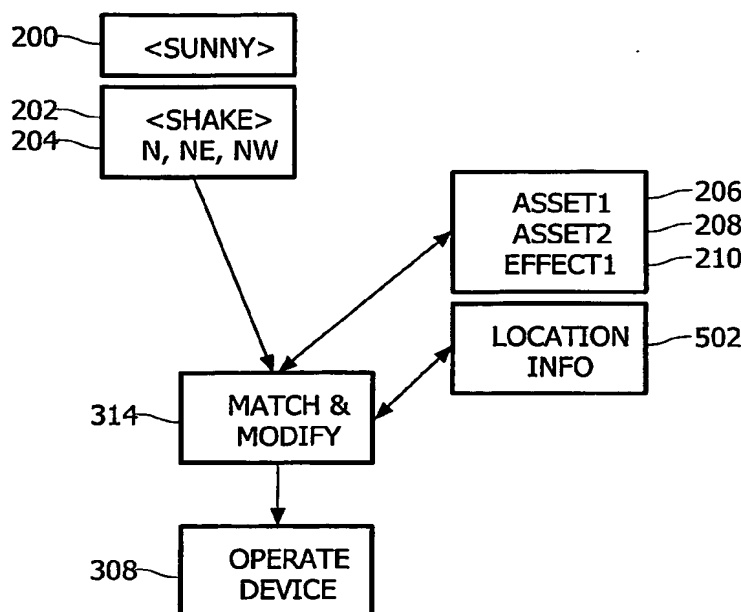 200
<SUNNY>
202
<SHAKE>
204
N, NE, NW
ASSET1
206
ASSET2
208
EFFECT1
210
LOCATION
502
INFO
314
MATCH &
MODIFY
308
OPERATE
DEVICE